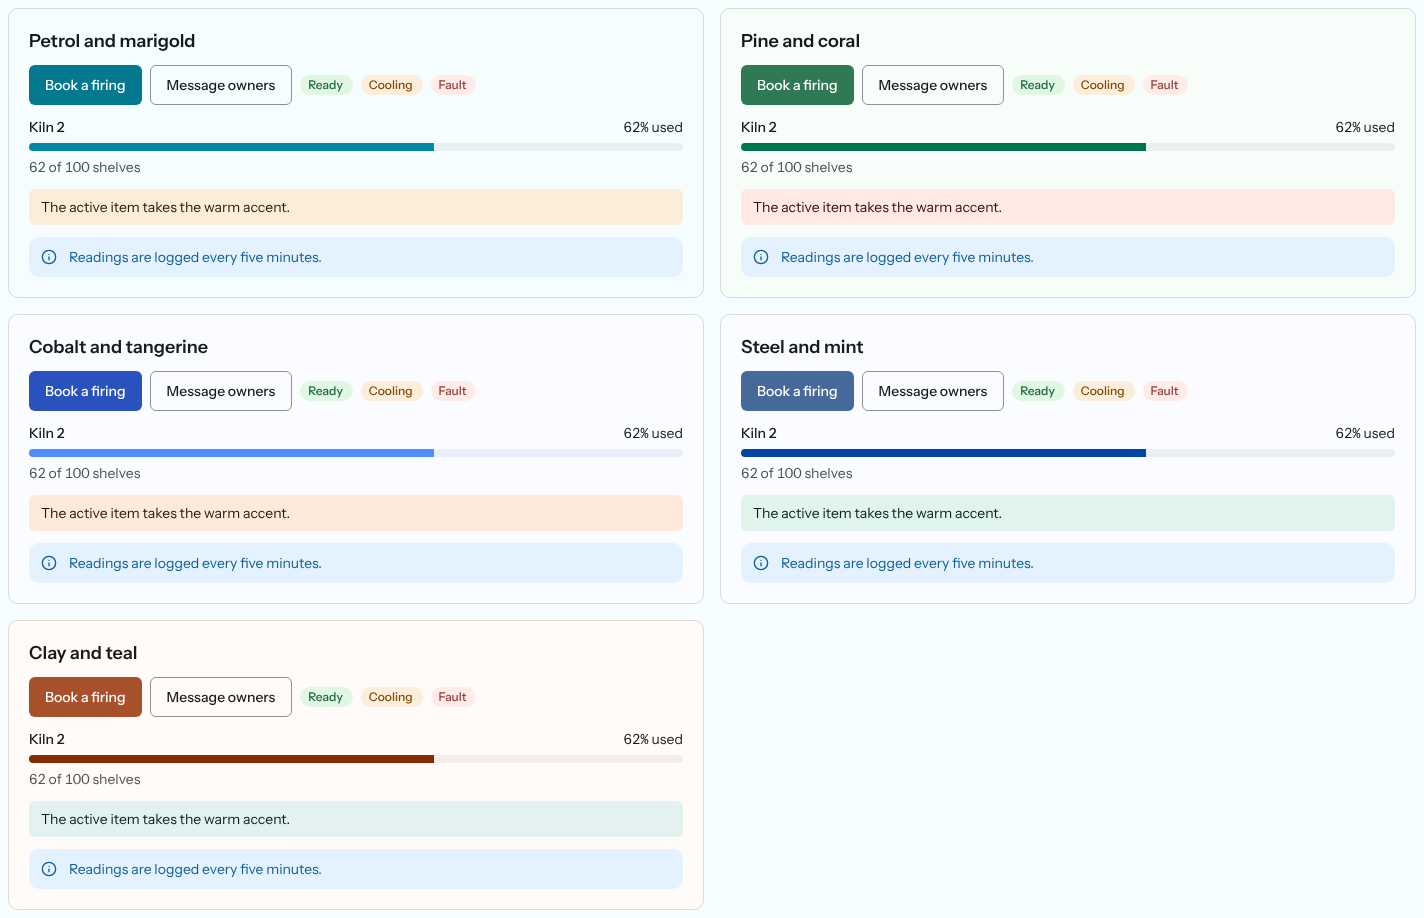 Petrol and marigold
Book a firing Message owners Ready Cooling Fault
Kiln 2 62% used
62 of 100 shelves
The active item takes the warm accent.
Readings are logged every five minutes.
Pine and coral
Book a firing Message owners Ready Cooling Fault
Kiln 2 62% used
62 of 100 shelves
The active item takes the warm accent.
Readings are logged every five minutes.
Cobalt and tangerine
Book a firing Message owners Ready Cooling Fault
Kiln 2 62% used
62 of 100 shelves
The active item takes the warm accent.
Readings are logged every five minutes.
Steel and mint
Book a firing Message owners Ready Cooling Fault
Kiln 2 62% used
62 of 100 shelves
The active item takes the warm accent.
Readings are logged every five minutes.
Clay and teal
Book a firing Message owners Ready Cooling Fault
Kiln 2 62% used
62 of 100 shelves
The active item takes the warm accent.
Readings are logged every five minutes.